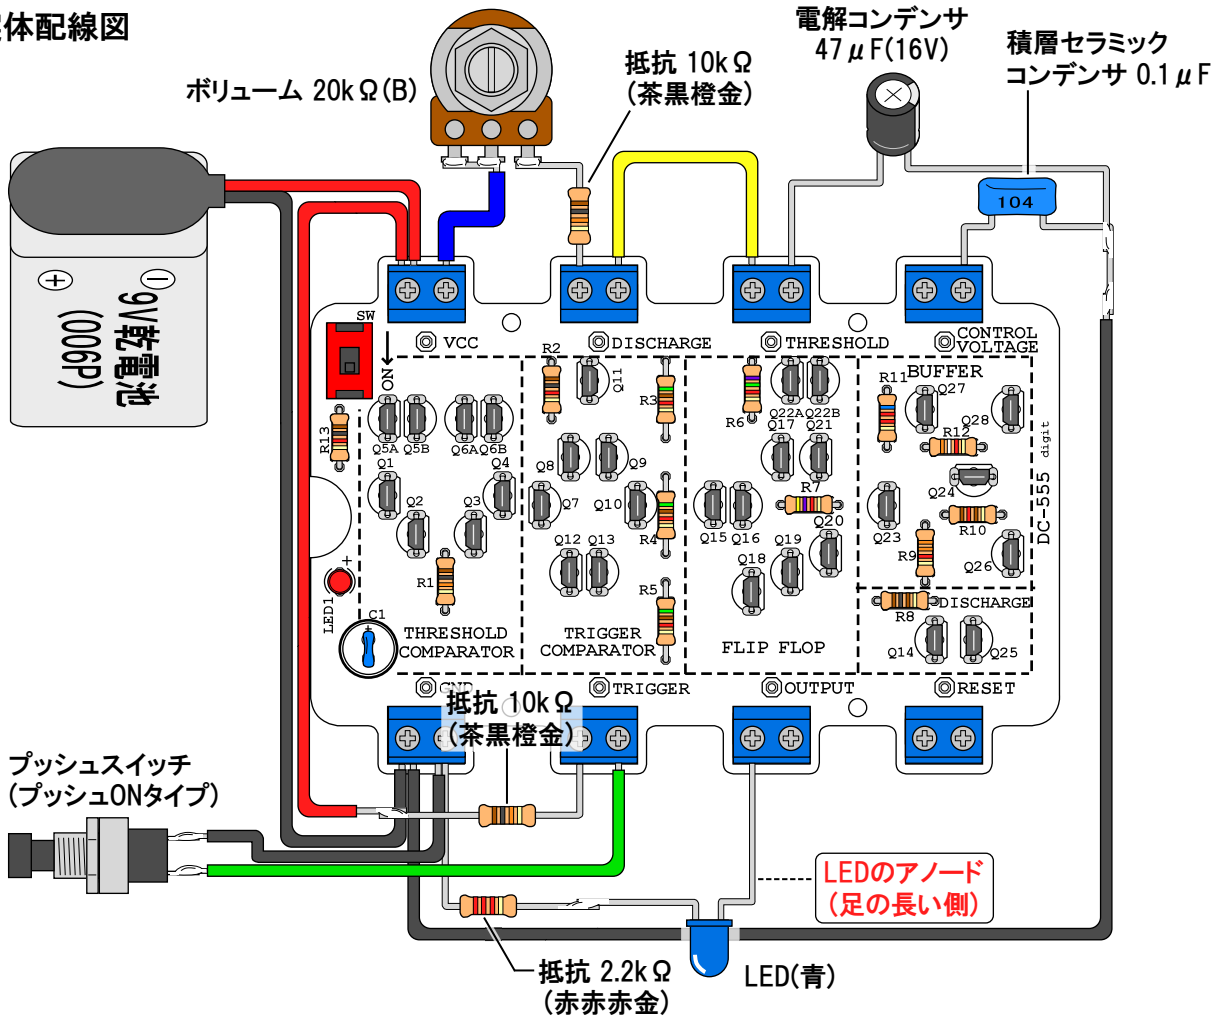 体配線図
ボリューム 20kΩ(B)
抵抗 10kΩ
(茶黒橙金)
電解コンデンサ
47μF(16V)
積層セラミック
コンデンサ 0.1μF
104
9V乾電池
(006P)
SW
ON
VCC
DISCHARGE
THRESHOLD
CONTROL
VOLTAGE
R13
Q5A
Q5B
Q6A
Q6B
Q1
Q2
Q3
Q4
R1
LED1
+
C1
+
THRESHOLD
COMPARATOR
R2
Q11
R3
Q8
Q9
Q7
Q10
R4
Q12
Q13
R5
TRIGGER
COMPARATOR
R6
Q22A
Q22B
Q17
Q21
R7
Q15
Q16
Q20
Q18
Q19
FLIP FLOP
BUFFER
R11
Q27
Q28
R12
Q24
Q23
R10
R9
Q26
R8
DISCHARGE
Q14
Q25
DC-555
digit
GND
TRIGGER
OUTPUT
RESET
抵抗 10kΩ
(茶黒橙金)
プッシュスイッチ
(プッシュONタイプ)
LEDのアノード
(足の長い側)
抵抗 2.2kΩ
(赤赤赤金)
LED(青)